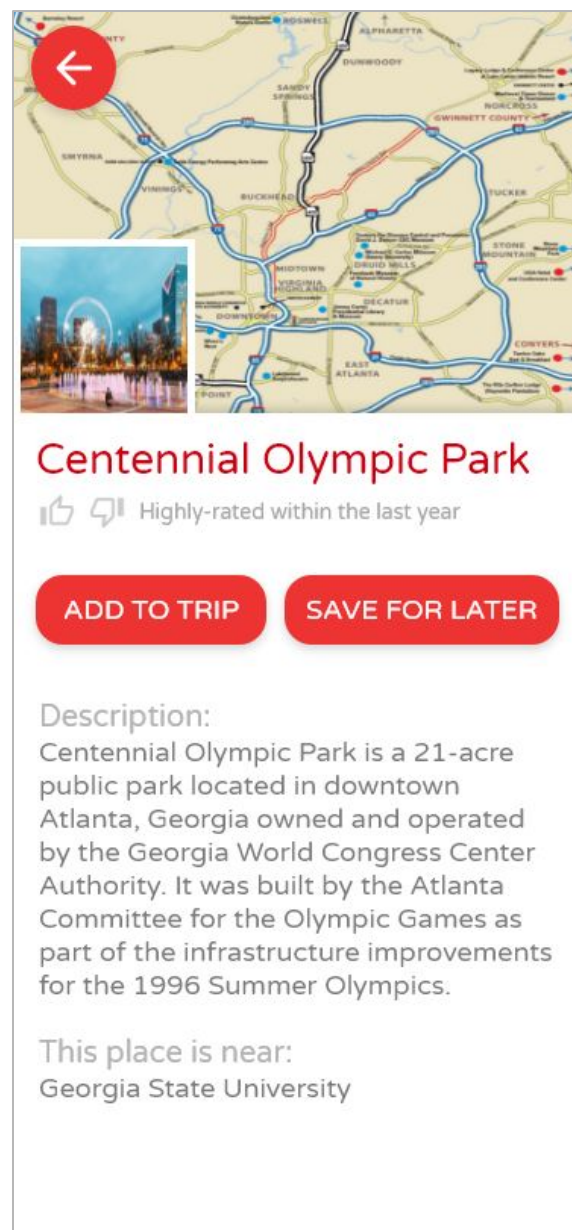 ROSWELL
ALPHARETTA
DUNWOODY
SANDY
SPRINGS
NORCROSS
GWINNETT COUNTY
SMYRNA
VININGS
BUCKHEAD
TUCKER
STONE
MOUNTAIN
DRUID HILLS
MIDTOWN
VIRGINIA
HIGHLAND
DECATUR
DOWNTOWN
CONYERS
EAST
ATLANTA
POINT
Centennial Olympic Park
Highly-rated within the last year
ADD TO TRIP
SAVE FOR LATER
Description:
Centennial Olympic Park is a 21-acre
public park located in downtown
Atlanta, Georgia owned and operated
by the Georgia World Congress Center
Authority. It was built by the Atlanta
Committee for the Olympic Games as
part of the infrastructure improvements
for the 1996 Summer Olympics.
This place is near:
Georgia State University